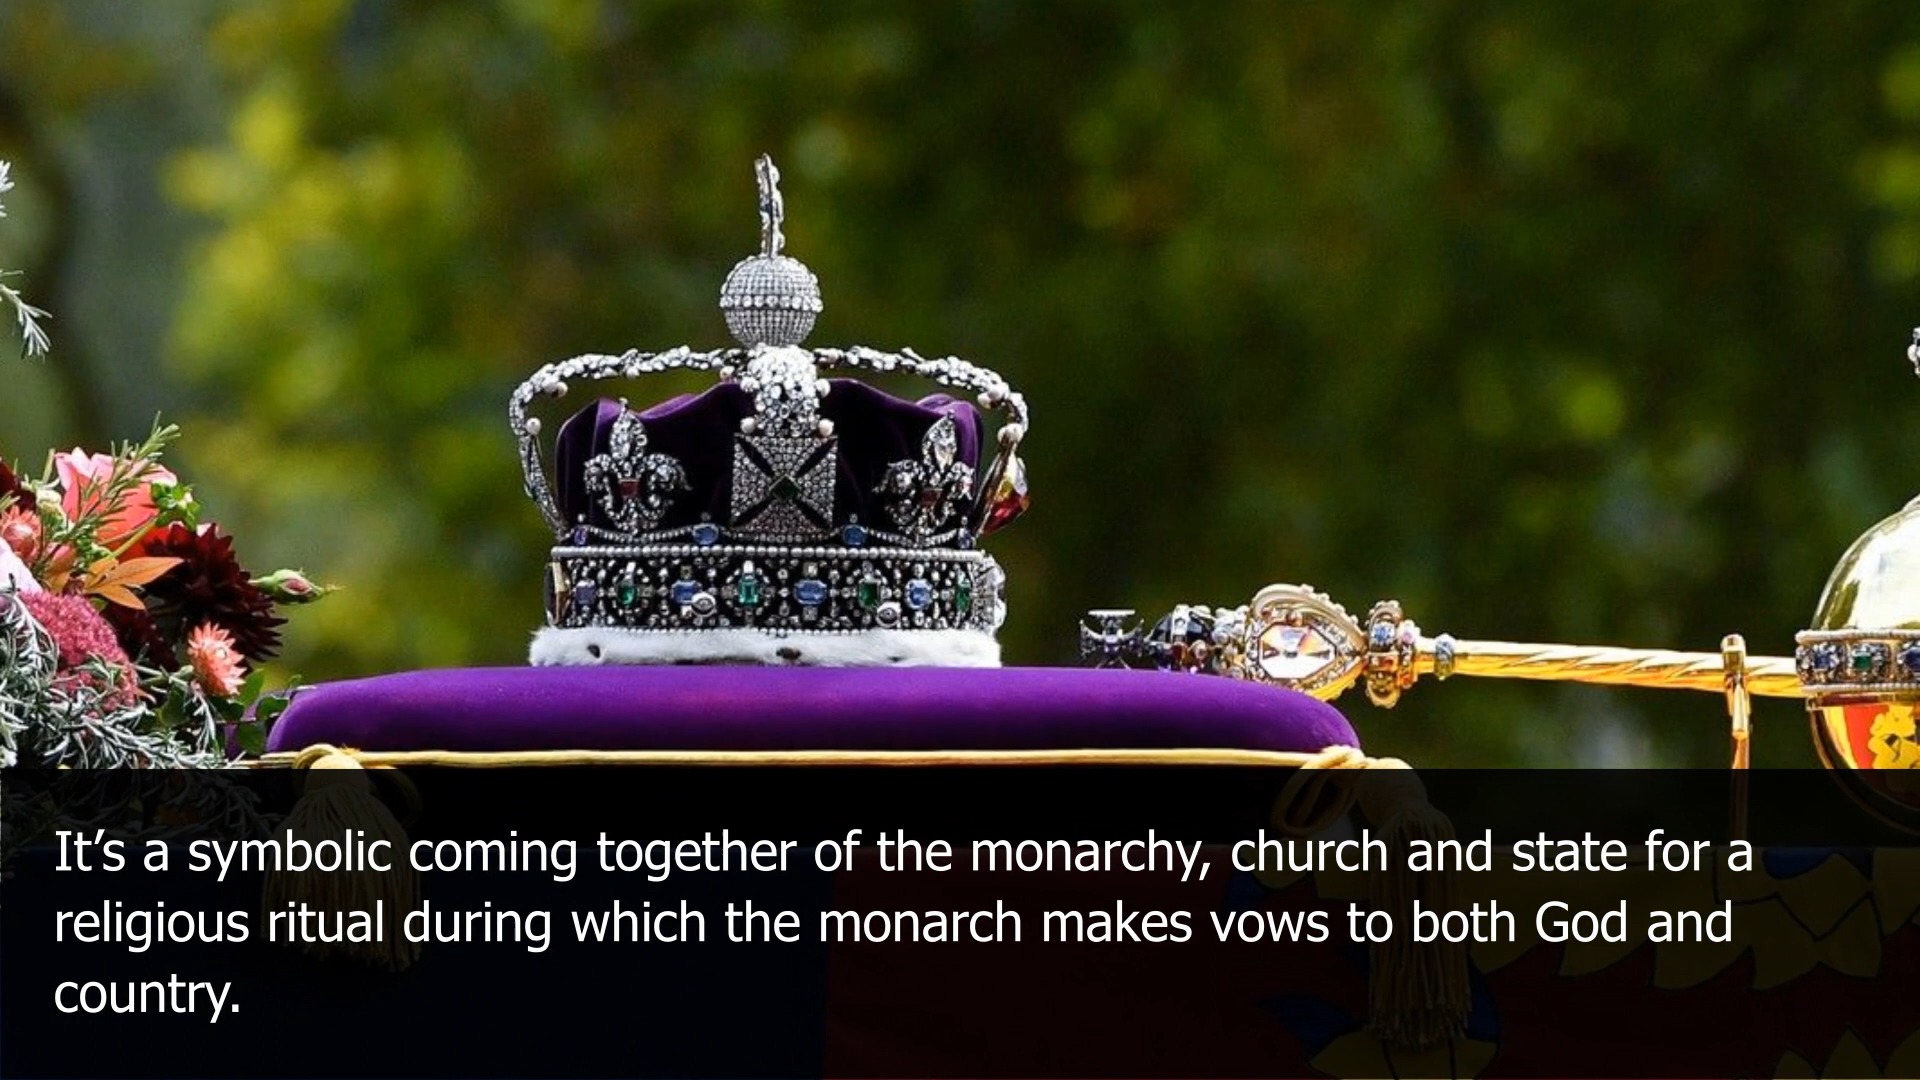 It’s a symbolic coming together of the monarchy, church and state for a
religious ritual during which the monarch makes vows to both God and
country.